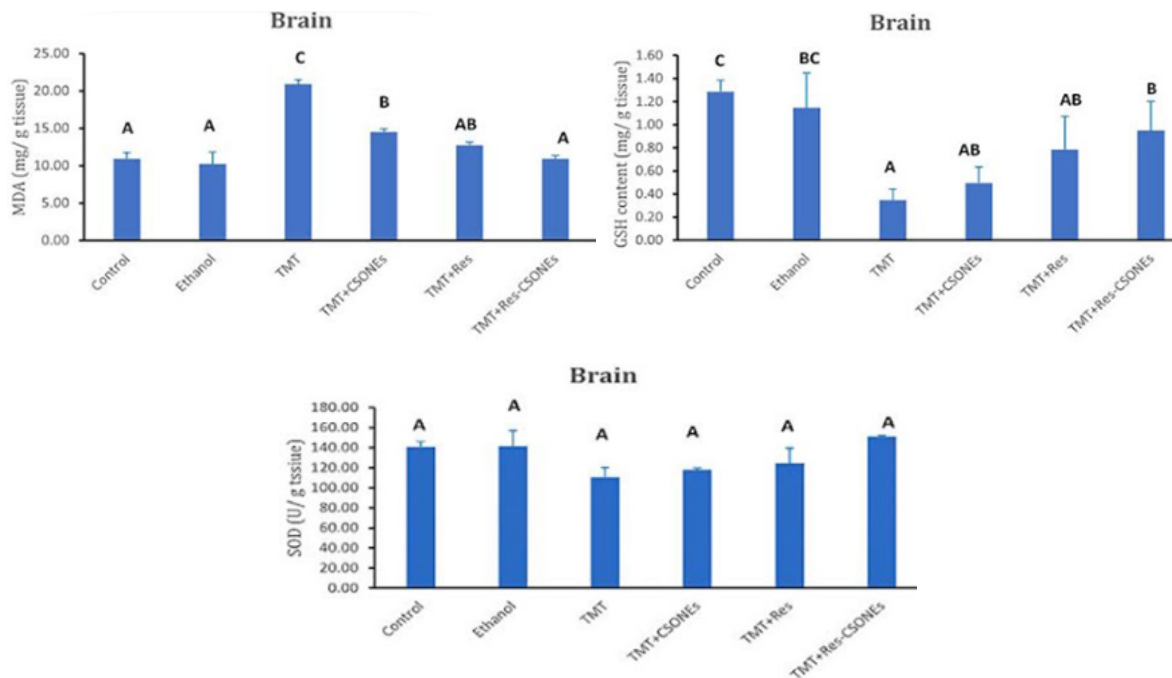 Brain
MDA (mg/ g tissue)
25.00
20.00
15.00
10.00
5.00
0.00
A
A
C
B
AB
A
Control
Ethanol
TMT
TMT+CSONEs
TMT+Res
TMT+Res-CSONEs
Brain
GSH content (mg/ g tissue)
1.60
1.40
1.20
1.00
0.80
0.60
0.40
0.20
0.00
C
BC
A
AB
AB
B
Control
Ethanol
TMT
TMT+CSONEs
TMT+Res
TMT+Res-CSONEs
Brain
SOD (U/ g tssiue)
180.00
160.00
140.00
120.00
100.00
80.00
60.00
40.00
20.00
0.00
A
A
A
A
A
A
Control
Ethanol
TMT
TMT+CSONEs
TMT+Res
TMT+Res-CSONEs